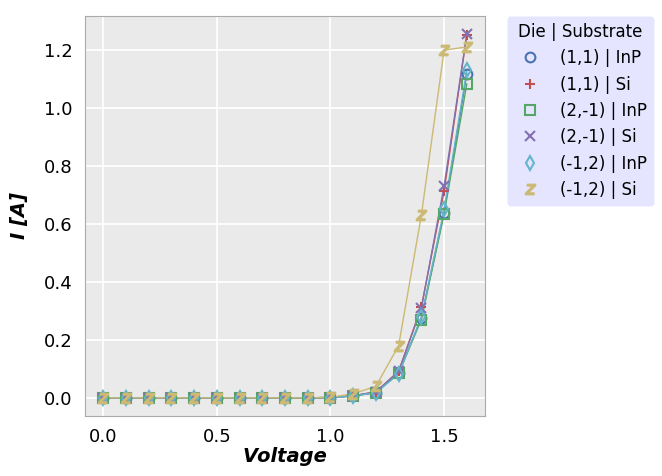 Die | Substrate
(1,1) | InP
(1,1) | Si
(2,-1) | InP
(2,-1) | Si
(-1,2) | InP
(-1,2) | Si
I [A]
1.2
1.0
0.8
0.6
0.4
0.2
0.0
0.0 0.5 1.0 1.5
Voltage